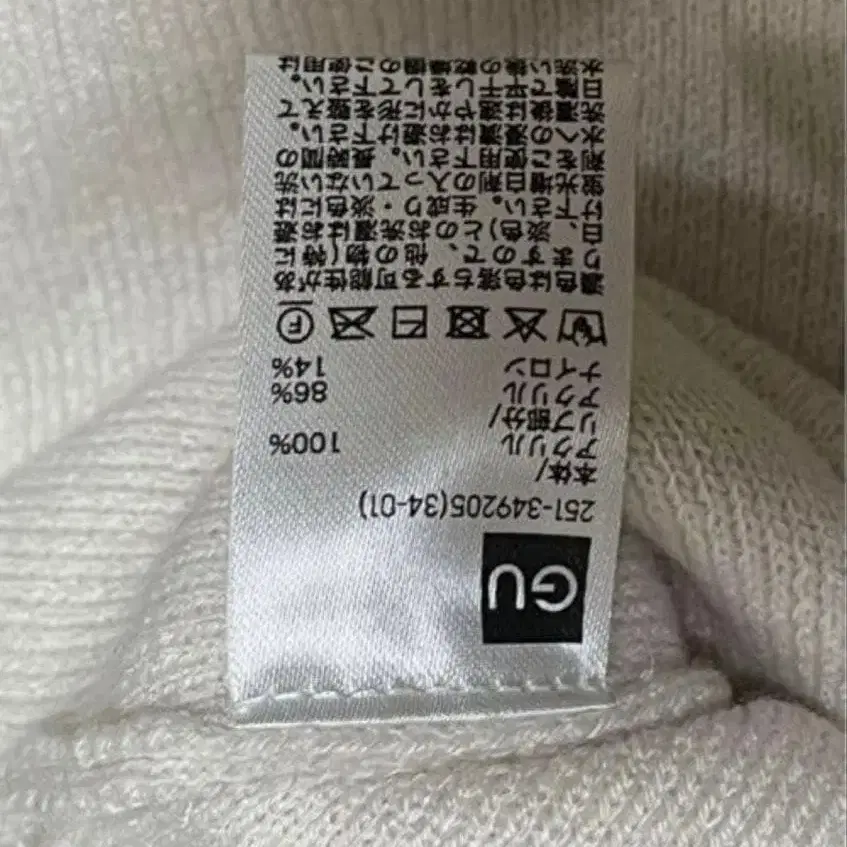 GU
251-349205(34-01)
本体/
アクリル 100%
リブ部分/
アクリル 86%
ナイロン 14%
濃色は色落ちする可能性があ
りますので、他の物(特に
白、淡色)とのお洗濯はお避
け下さい。生成り・淡色には
蛍光増白剤の入っていない洗
剤をご使用下さい。長時間の
水への浸漬はお避け下さい。
洗濯後は速やかに形を整えて
日陰で平干しをして下さい。
水洗い後の乾燥機のご使用は